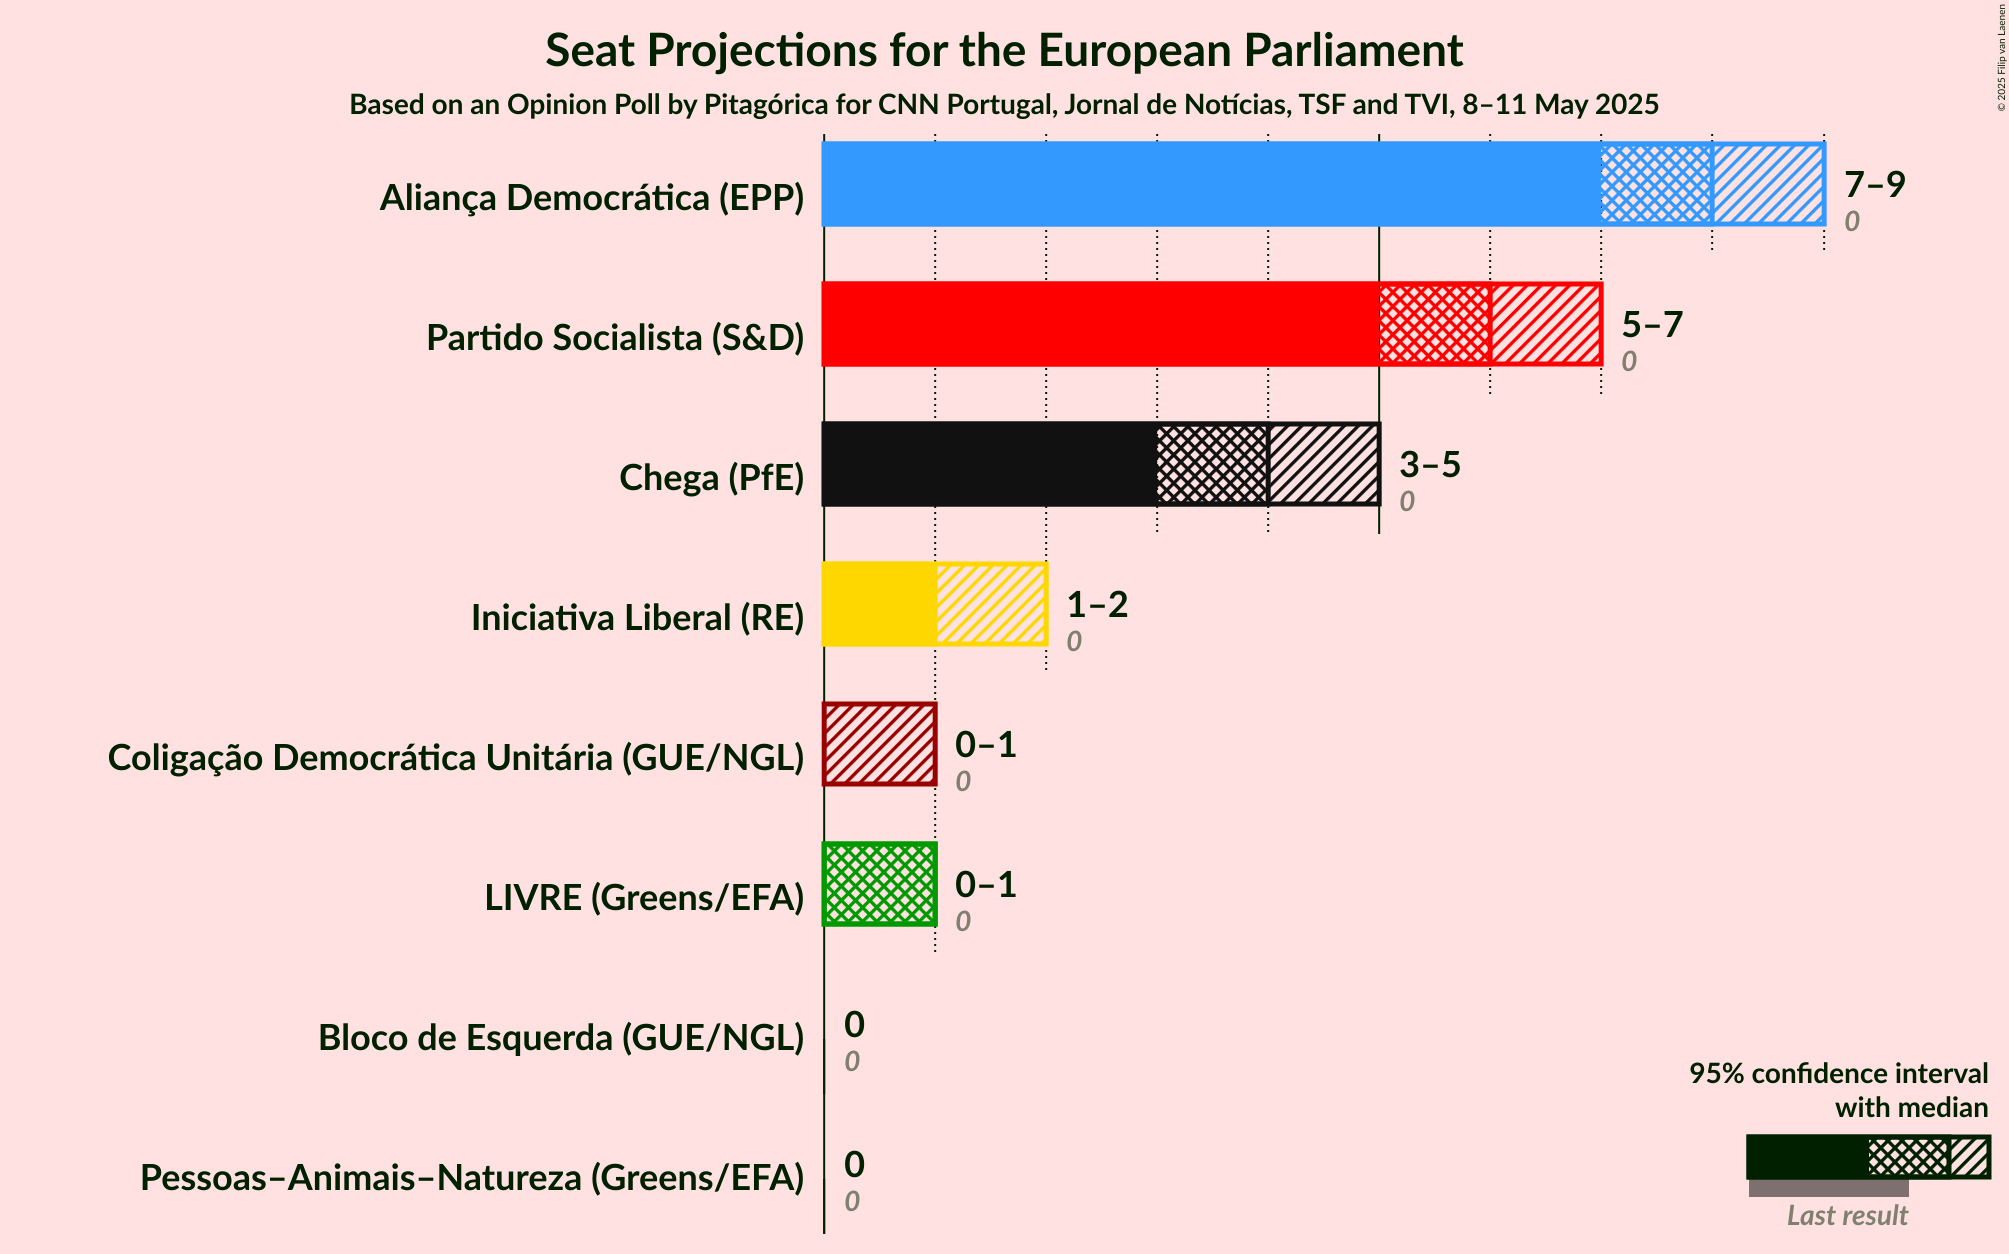 Seat Projections for the European Parliament
Based on an Opinion Poll by Pitagórica for CNN Portugal, Jornal de Notícias, TSF and TVI, 8–11 May 2025
© 2025 Filip van Laenen
Aliança Democrática (EPP)
7–9
0
Partido Socialista (S&D)
5–7
0
Chega (PfE)
3–5
0
Iniciativa Liberal (RE)
1–2
0
Coligação Democrática Unitária (GUE/NGL)
0–1
0
LIVRE (Greens/EFA)
0–1
0
Bloco de Esquerda (GUE/NGL)
0
0
Pessoas–Animais–Natureza (Greens/EFA)
0
0
95% confidence interval
with median
Last result